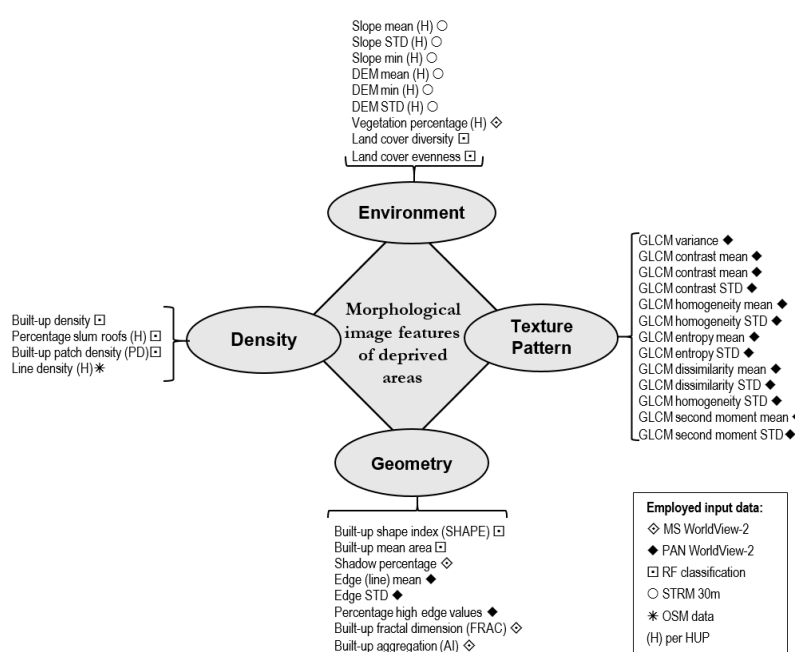 Slope mean (H) ○
Slope STD (H) ○
Slope min (H) ○
DEM mean (H) ○
DEM min (H) ○
DEM STD (H) ○
Vegetation percentage (H) ⟐
Land cover diversity ⊡
Land cover evenness ⊡
Environment
Built-up density ⊡
Percentage slum roofs (H) ⊡
Built-up patch density (PD) ⊡
Line density (H) ✳
Density
Morphological
image features
of deprived
areas
Texture
Pattern
GLCM variance ◆
GLCM contrast mean ◆
GLCM contrast mean ◆
GLCM contrast STD ◆
GLCM homogeneity mean ◆
GLCM homogeneity STD ◆
GLCM entropy mean ◆
GLCM entropy STD ◆
GLCM dissimilarity mean ◆
GLCM dissimilarity STD ◆
GLCM homogeneity STD ◆
GLCM second moment mean ◆
GLCM second moment STD ◆
Geometry
Built-up shape index (SHAPE) ⊡
Built-up mean area ⊡
Shadow percentage ⟐
Edge (line) mean ◆
Edge STD ◆
Percentage high edge values ◆
Built-up fractal dimension (FRAC) ⟐
Built-up aggregation (AI) ⟐
Employed input data:
⟐ MS WorldView-2
◆ PAN WorldView-2
⊡ RF classification
○ STRM 30m
✳ OSM data
(H) per HUP